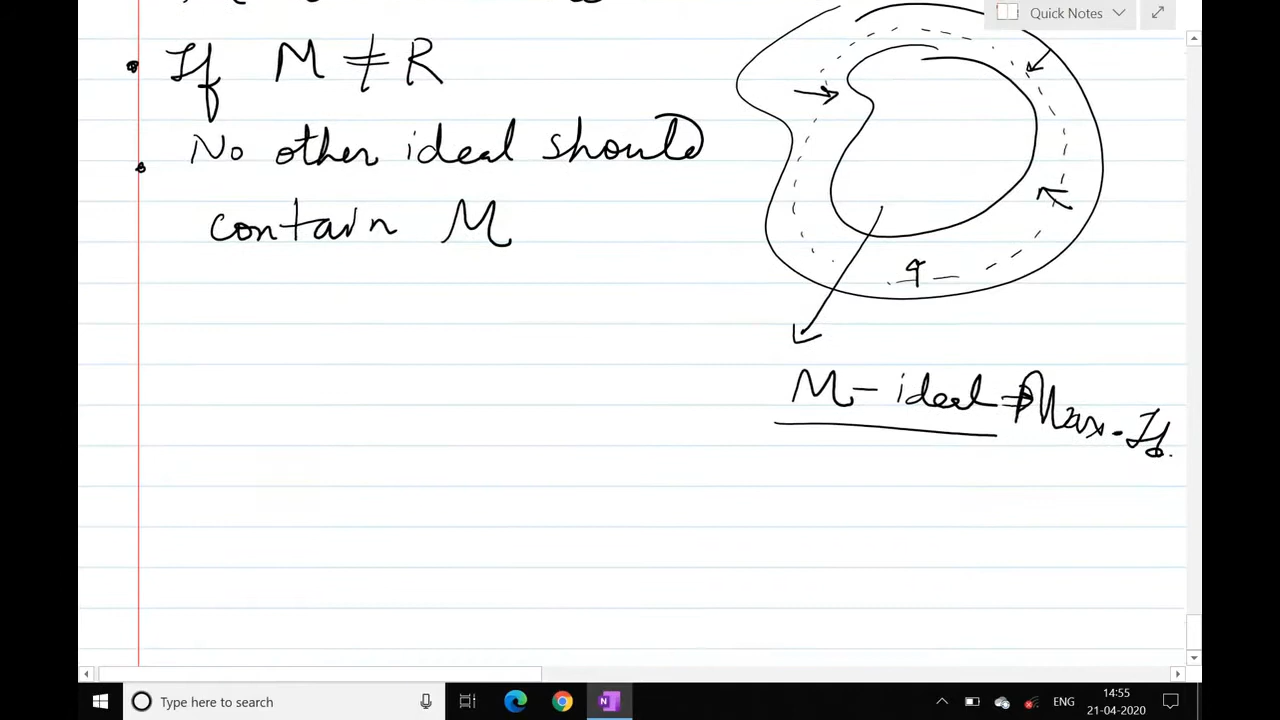 Quick Notes
If M ≠ R
No other ideal should
contain M
M - ideal ⇒ Max. If.
Type here to search
ENG
14:55
21-04-2020